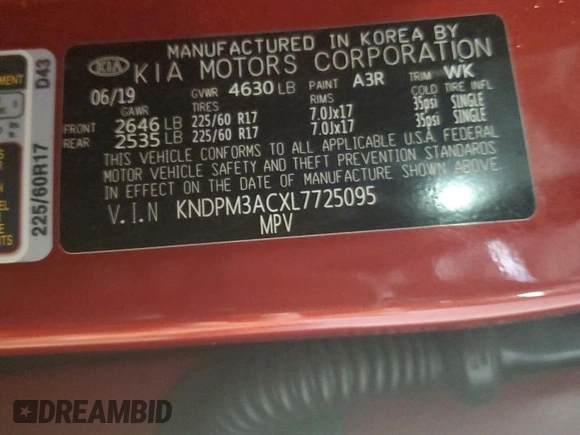 MANUFACTURED IN KOREA BY
KIA KIA MOTORS CORPORATION
06/19 GVWR 4630 LB PAINT A3R TRIM WK
GAWR TIRES RIMS COLD TIRE INFL
FRONT 2646 LB 225/60 R17 7.0Jx17 35psi SINGLE
REAR 2535 LB 225/60 R17 7.0Jx17 35psi SINGLE
THIS VEHICLE CONFORMS TO ALL APPLICABLE U.S.A. FEDERAL
MOTOR VEHICLE SAFETY AND THEFT PREVENTION STANDARDS
IN EFFECT ON THE DATE OF MANUFACTURE SHOWN ABOVE.
V.I.N KNDPM3ACXL7725095
MPV
225/60R17 D43
DREAMBID